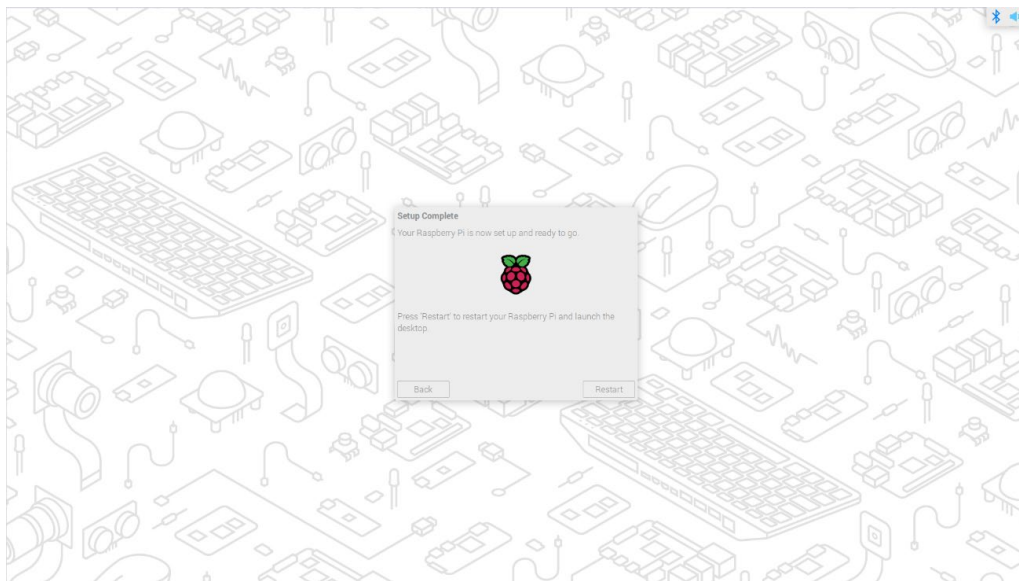 Setup Complete
Your Raspberry Pi is now set up and ready to go.
Press 'Restart' to restart your Raspberry Pi and launch the
desktop.
Back
Restart